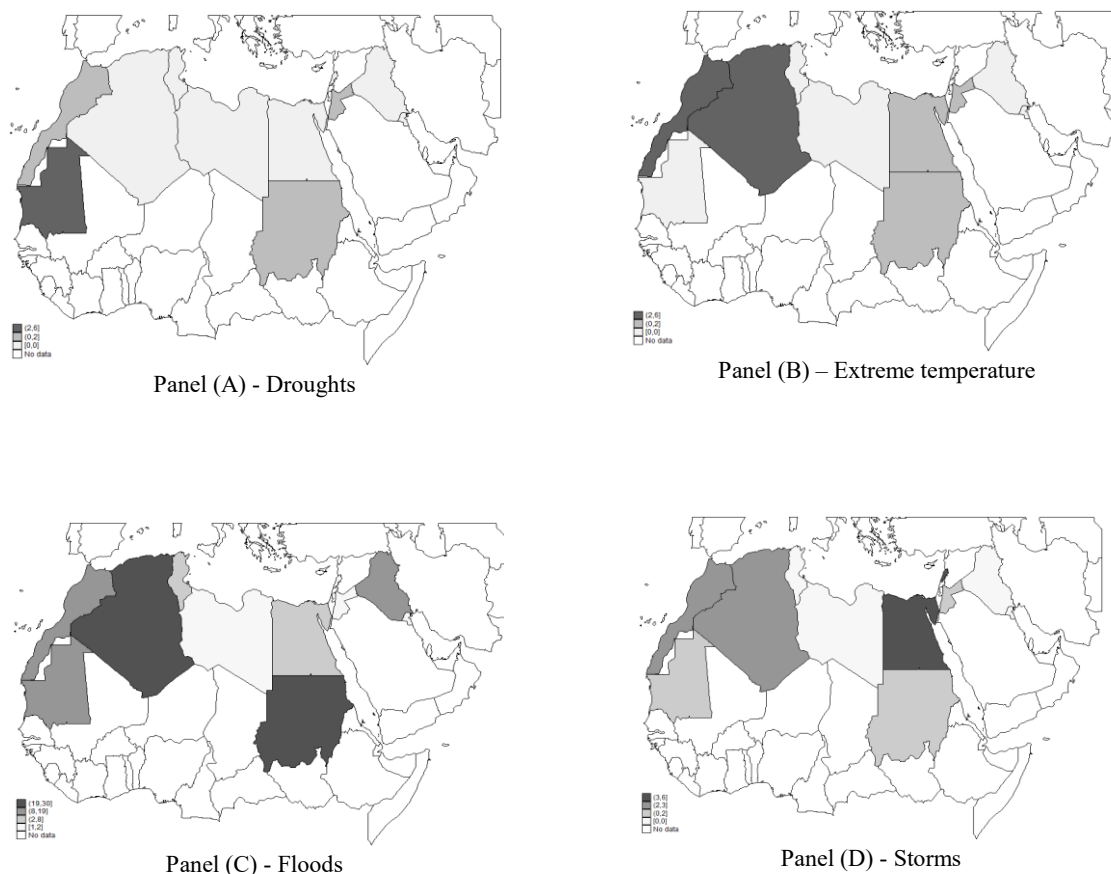 (2,6]
(0,2]
[0,0]
No data
Panel (A) - Droughts
(2,6]
(0,2]
[0,0]
No data
Panel (B) – Extreme temperature
(19,30]
(8,19]
(2,8]
[1,2]
No data
Panel (C) - Floods
(3,6]
(2,3]
(0,2]
[0,0]
No data
Panel (D) - Storms